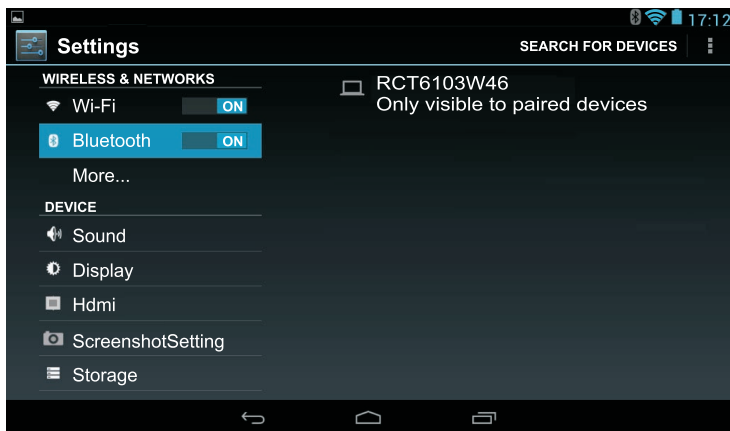 17:12
Settings
SEARCH FOR DEVICES
WIRELESS & NETWORKS
Wi-Fi
ON
Bluetooth
ON
More...
DEVICE
Sound
Display
Hdmi
ScreenshotSetting
Storage
RCT6103W46
Only visible to paired devices